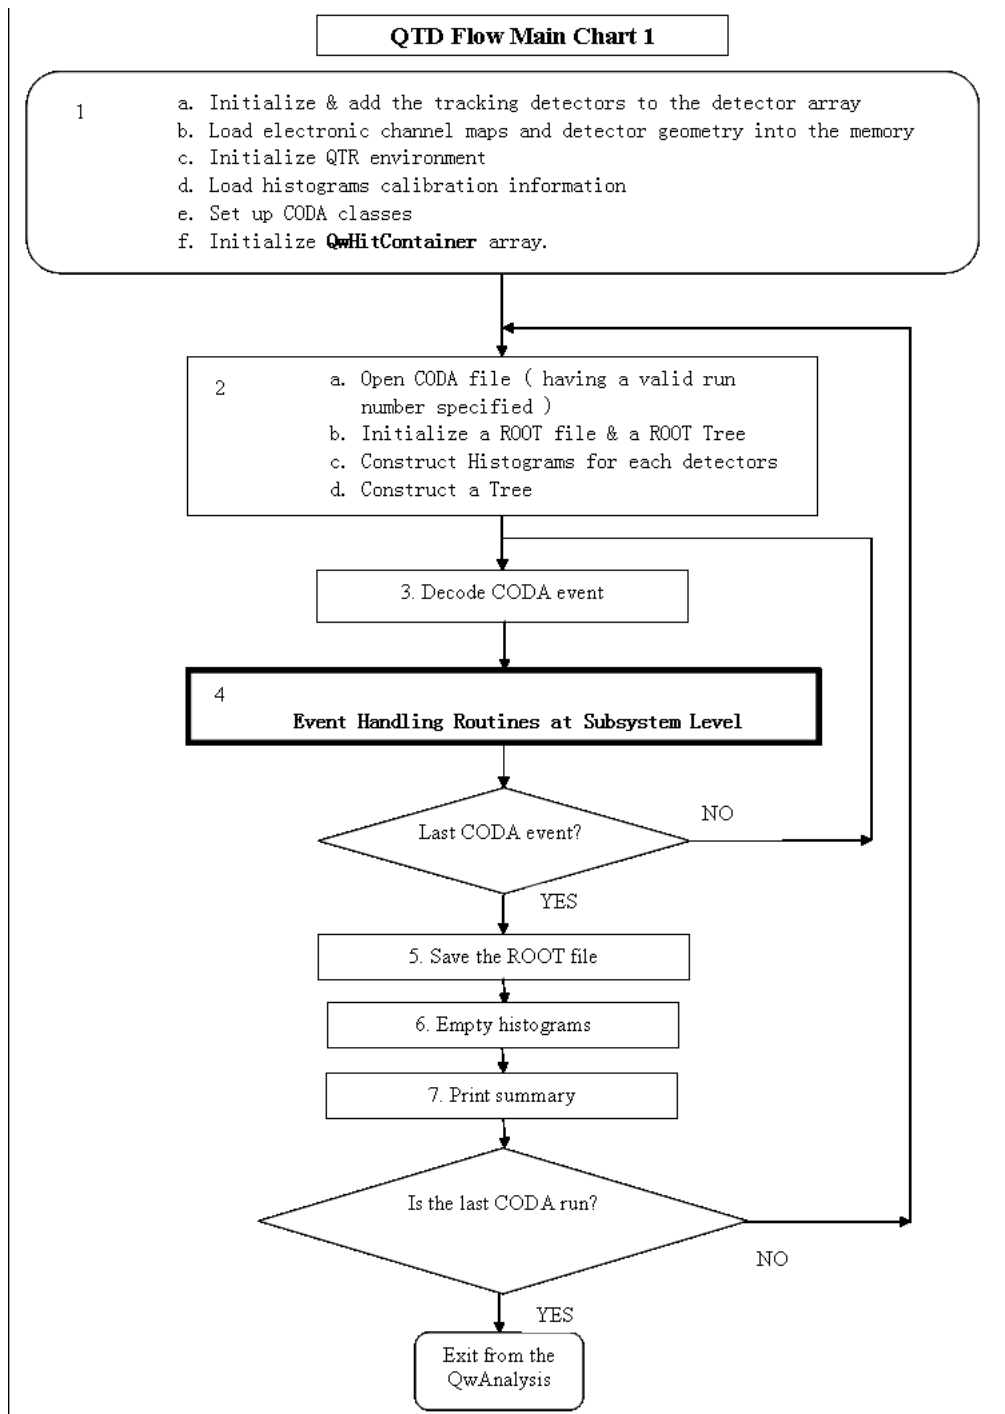 QTD Flow Main Chart 1
1
a. Initialize & add the tracking detectors to the detector array
b. Load electronic channel maps and detector geometry into the memory
c. Initialize QTR environment
d. Load histograms calibration information
e. Set up CODA classes
f. Initialize QwHitContainer array.
2
a. Open CODA file ( having a valid run
number specified )
b. Initialize a ROOT file & a ROOT Tree
c. Construct Histograms for each detectors
d. Construct a Tree
3. Decode CODA event
4
Event Handling Routines at Subsystem Level
Last CODA event?
NO
YES
5. Save the ROOT file
6. Empty histograms
7. Print summary
Is the last CODA run?
NO
YES
Exit from the
QwAnalysis